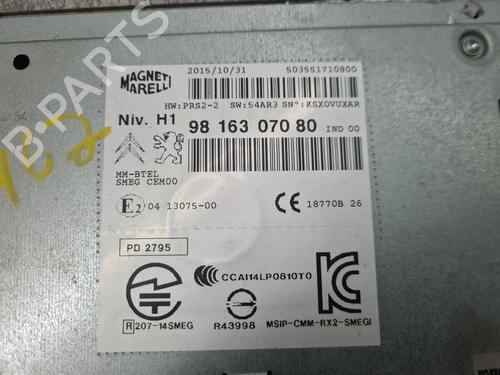 MAGNETI MARELLI
2015/10/31 503551710800
HW:PRS2-2 SW:54AR3 SN°:KSX0VUXAR
Niv. H1 98 163 070 80 IND 00
MM-BTEL
SMEG CEM00
E2 04 13075-00 CE 18770B 26
PD 2795
CCAI14LP0810T0
R 207-14SMEG R43998 MSIP-CMM-RX2-SMEGI
B-PARTS